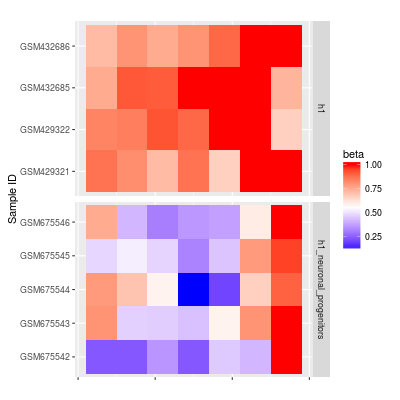 GSM432686
GSM432685
GSM429322
GSM429321
h1
GSM675546
GSM675545
GSM675544
GSM675543
GSM675542
h1_neuronal_progenitors
Sample ID
beta
1.00
0.75
0.50
0.25